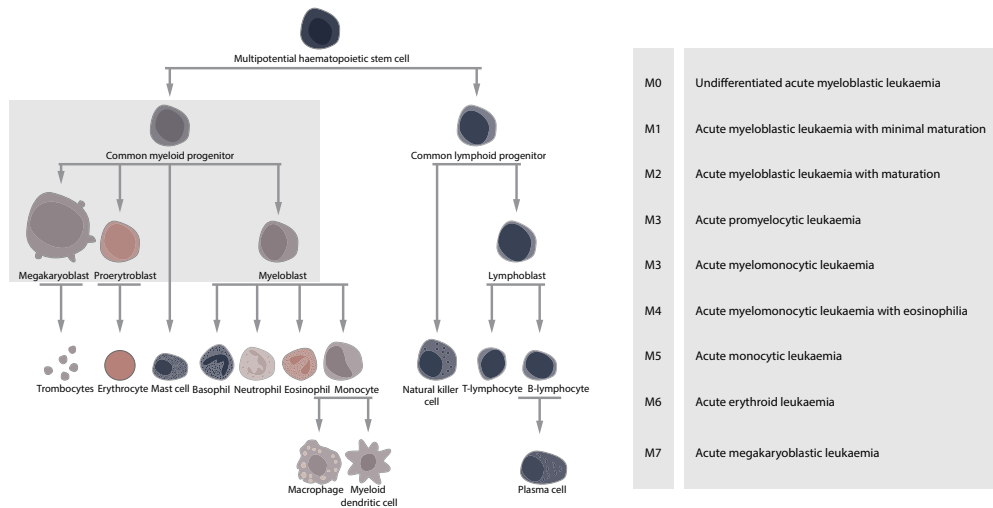 Multipotential haematopoietic stem cell
Common myeloid progenitor
Common lymphoid progenitor
Megakaryoblast
Proerytroblast
Myeloblast
Lymphoblast
Trombocytes
Erythrocyte
Mast cell
Basophil
Neutrophil
Eosinophil
Monocyte
Natural killer
cell
T-lymphocyte
B-lymphocyte
Macrophage
Myeloid
dendritic cell
Plasma cell
M0 Undifferentiated acute myeloblastic leukaemia
M1 Acute myeloblastic leukaemia with minimal maturation
M2 Acute myeloblastic leukaemia with maturation
M3 Acute promyelocytic leukaemia
M3 Acute myelomonocytic leukaemia
M4 Acute myelomonocytic leukaemia with eosinophilia
M5 Acute monocytic leukaemia
M6 Acute erythroid leukaemia
M7 Acute megakaryoblastic leukaemia